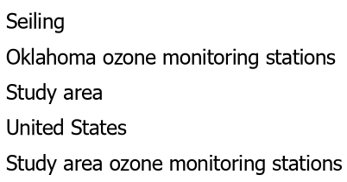 Seiling
Oklahoma ozone monitoring stations
Study area
United States
Study area ozone monitoring stations